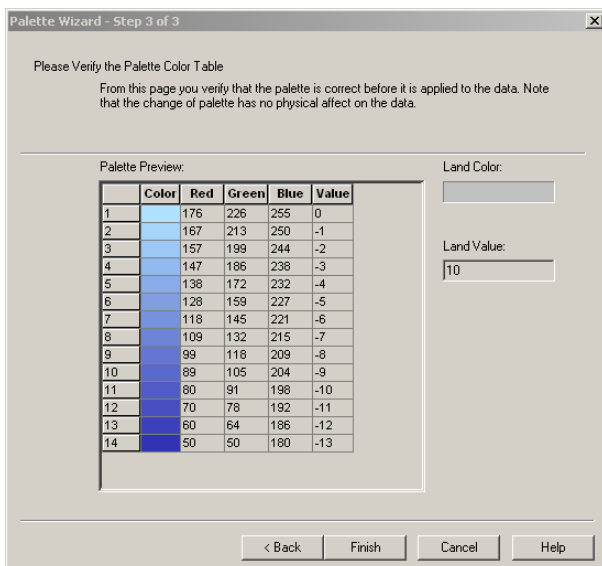 Palette Wizard - Step 3 of 3
Please Verify the Palette Color Table
From this page you verify that the palette is correct before it is applied to the data. Note
that the change of palette has no physical affect on the data.
Palette Preview:
Color Red Green Blue Value
1 176 226 255 0
2 167 213 250 -1
3 157 199 244 -2
4 147 186 238 -3
5 138 172 232 -4
6 128 159 227 -5
7 118 145 221 -6
8 109 132 215 -7
9 99 118 209 -8
10 89 105 204 -9
11 80 91 198 -10
12 70 78 192 -11
13 60 64 186 -12
14 50 50 180 -13
Land Color:
Land Value:
10
< Back Finish Cancel Help